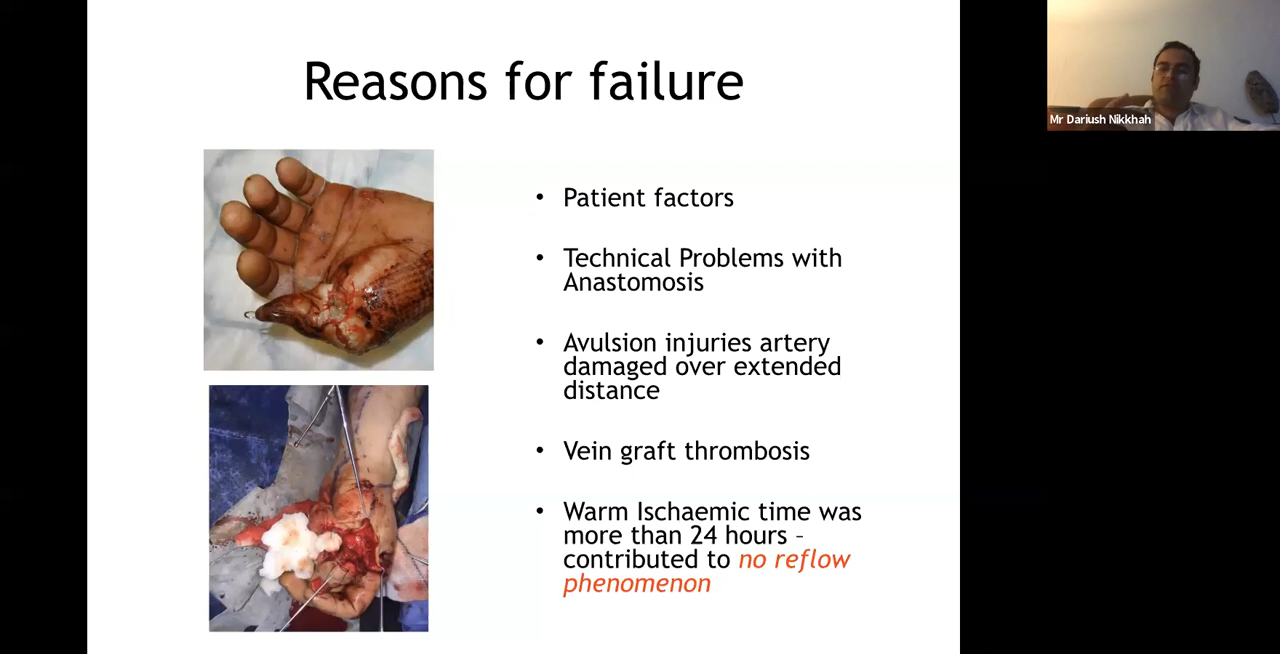 Reasons for failure
• Patient factors
• Technical Problems with
Anastomosis
• Avulsion injuries artery
damaged over extended
distance
• Vein graft thrombosis
• Warm Ischaemic time was
more than 24 hours –
contributed to no reflow
phenomenon
Mr Dariush Nikkhah